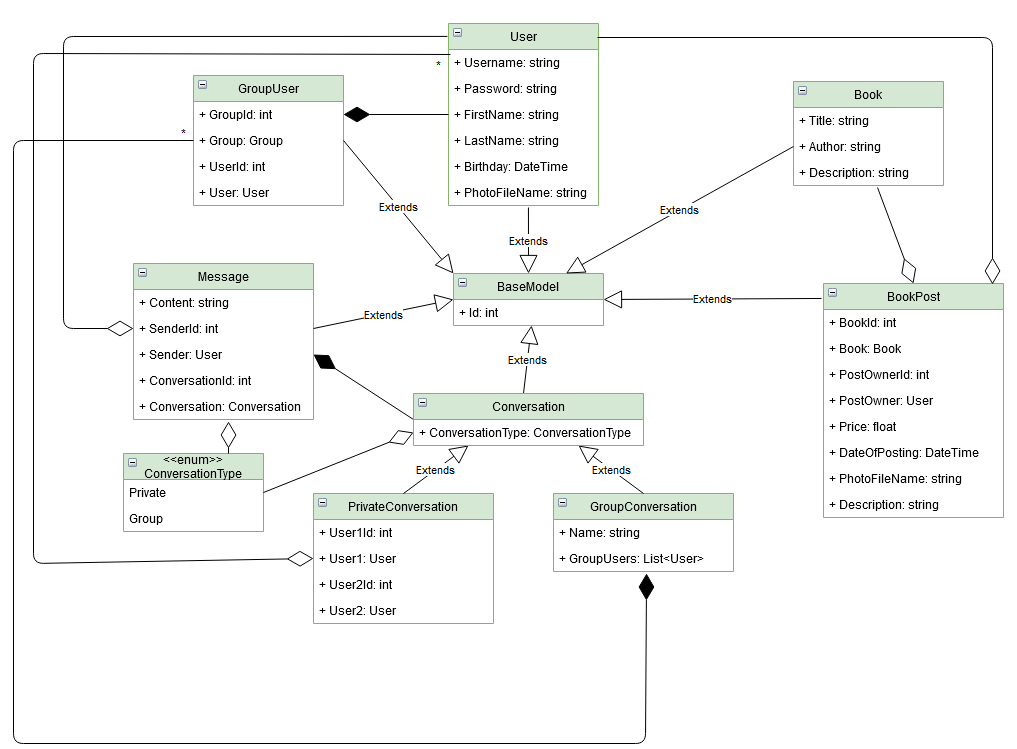 User
+ Username: string
+ Password: string
+ FirstName: string
+ LastName: string
+ Birthday: DateTime
+ PhotoFileName: string
*
GroupUser
+ GroupId: int
+ Group: Group
+ UserId: int
+ User: User
*
Book
+ Title: string
+ Author: string
+ Description: string
Extends
Extends
Extends
Message
+ Content: string
+ SenderId: int
+ Sender: User
+ ConversationId: int
+ Conversation: Conversation
Extends
BaseModel
+ Id: int
Extends
BookPost
+ BookId: int
+ Book: Book
+ PostOwnerId: int
+ PostOwner: User
+ Price: float
+ DateOfPosting: DateTime
+ PhotoFileName: string
+ Description: string
Extends
Conversation
+ ConversationType: ConversationType
<<enum>>
ConversationType
Private
Group
Extends
Extends
PrivateConversation
+ User1Id: int
+ User1: User
+ User2Id: int
+ User2: User
GroupConversation
+ Name: string
+ GroupUsers: List<User>